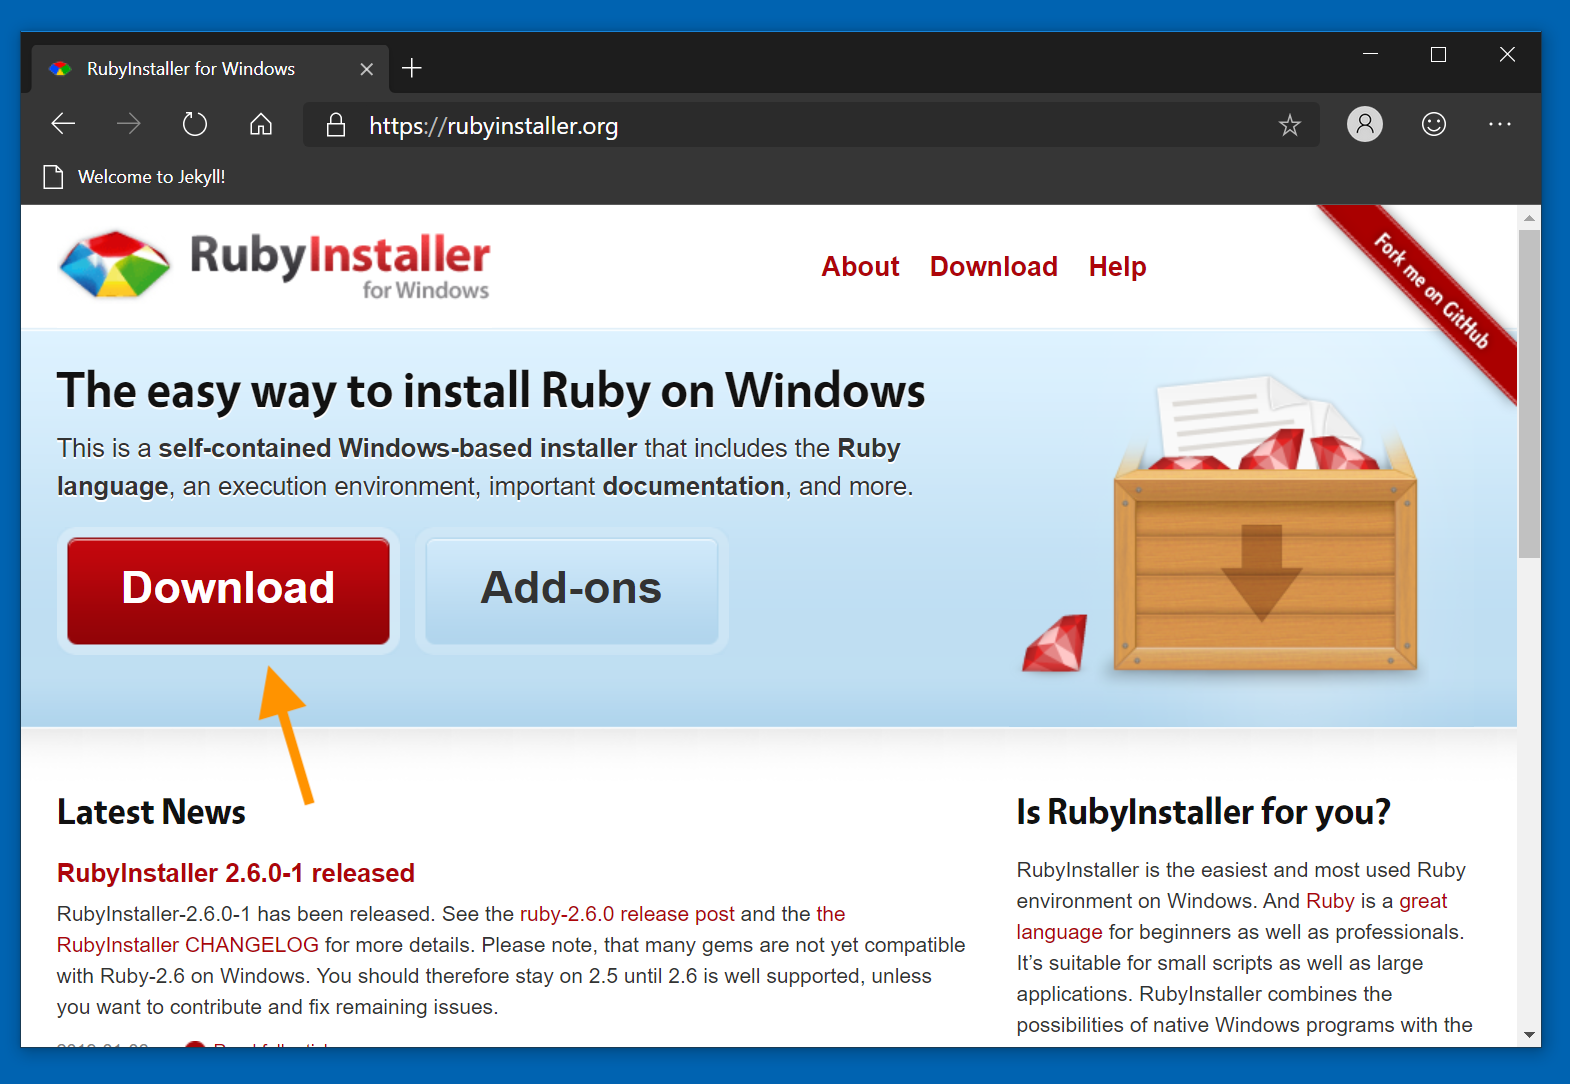 RubyInstaller for Windows
https://rubyinstaller.org
Welcome to Jekyll!
RubyInstaller
for Windows
About Download Help
Fork me on GitHub
The easy way to install Ruby on Windows
This is a self-contained Windows-based installer that includes the Ruby
language, an execution environment, important documentation, and more.
Download
Add-ons
Latest News
RubyInstaller 2.6.0-1 released
RubyInstaller-2.6.0-1 has been released. See the ruby-2.6.0 release post and the the
RubyInstaller CHANGELOG for more details. Please note, that many gems are not yet compatible
with Ruby-2.6 on Windows. You should therefore stay on 2.5 until 2.6 is well supported, unless
you want to contribute and fix remaining issues.
Is RubyInstaller for you?
RubyInstaller is the easiest and most used Ruby
environment on Windows. And Ruby is a great
language for beginners as well as professionals.
It's suitable for small scripts as well as large
applications. RubyInstaller combines the
possibilities of native Windows programs with the